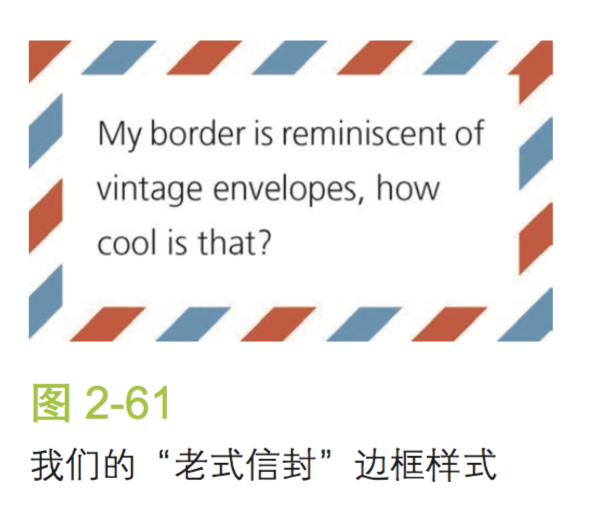 My border is reminiscent of
vintage envelopes, how
cool is that?
图 2-61
我们的“老式信封”边框样式